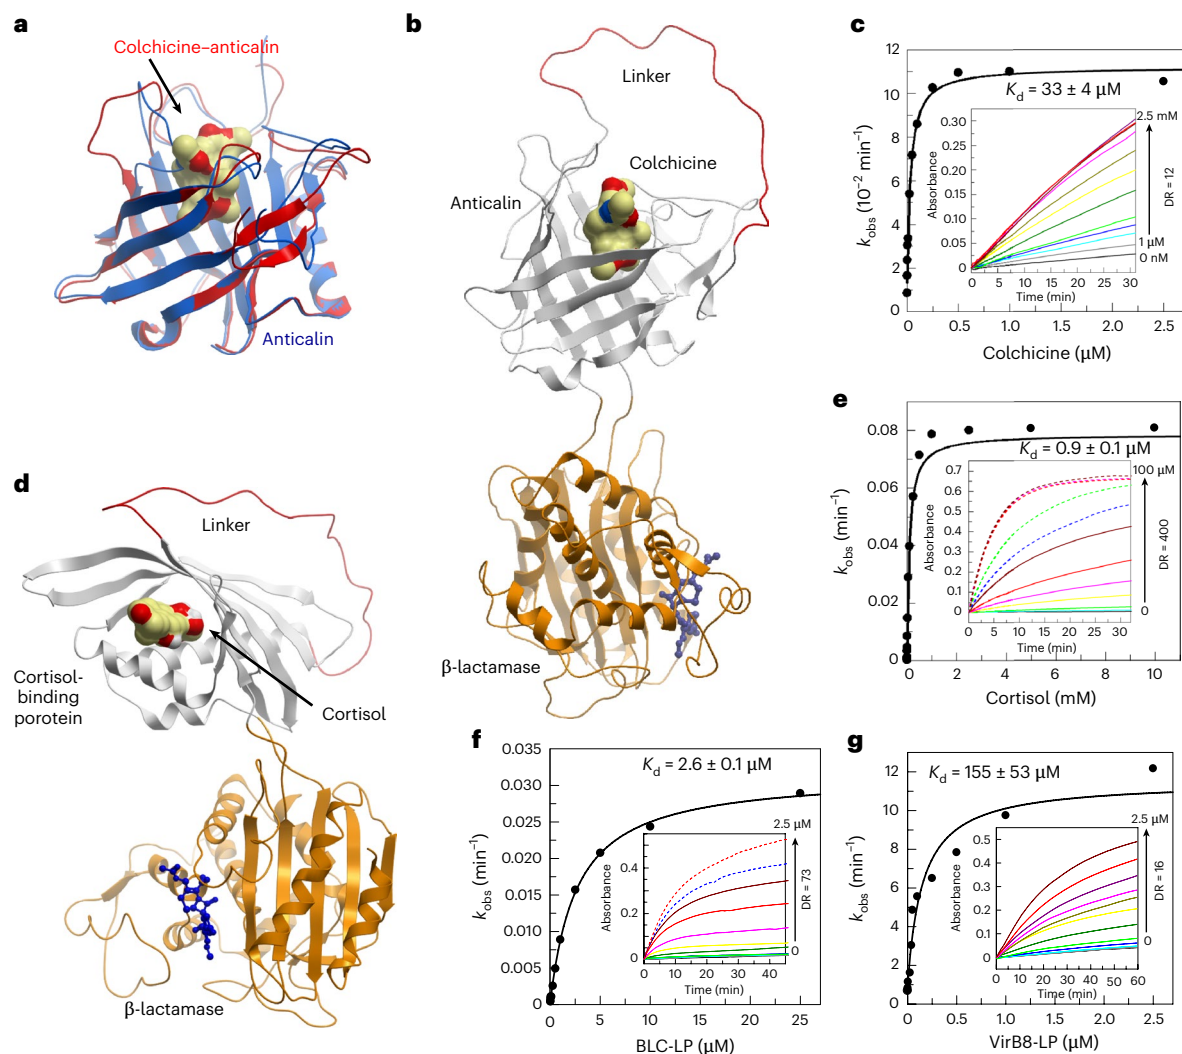 a
Colchicine–anticalin
Anticalin
b
Linker
Colchicine
Anticalin
β-lactamase
c
12
10
8
6
4
2
0
k_obs (10⁻² min⁻¹)
K_d = 33 ± 4 μM
0.30
0.25
0.20
0.15
0.10
0.05
0
Absorbance
2.5 mM
DR = 12
1 μM
0 nM
0 5 10 15 20 25 30
Time (min)
0 0.5 1.0 1.5 2.0 2.5
Colchicine (μM)
d
Linker
Cortisol-
binding
porotein
Cortisol
β-lactamase
e
0.08
0.06
0.04
0.02
0
k_obs (min⁻¹)
K_d = 0.9 ± 0.1 μM
0.7
0.6
0.5
0.4
0.3
0.2
0.1
0
Absorbance
100 μM
DR = 400
0
0 5 10 15 20 25 30
Time (min)
0 2 4 6 8 10
Cortisol (mM)
f
0.035
0.030
0.025
0.020
0.015
0.010
0.005
0
k_obs (min⁻¹)
K_d = 2.6 ± 0.1 μM
0.4
0.2
0
Absorbance
2.5 μM
DR = 73
0
0 10 20 30 40
Time (min)
0 5 10 15 20 25
BLC-LP (μM)
g
12
10
8
6
4
2
0
k_obs (min⁻¹)
K_d = 155 ± 53 μM
0.5
0.4
0.3
0.2
0.1
0
Absorbance
2.5 μM
DR = 16
0
0 10 20 30 40 50 60
Time (min)
0 0.5 1.0 1.5 2.0 2.5
VirB8-LP (μM)